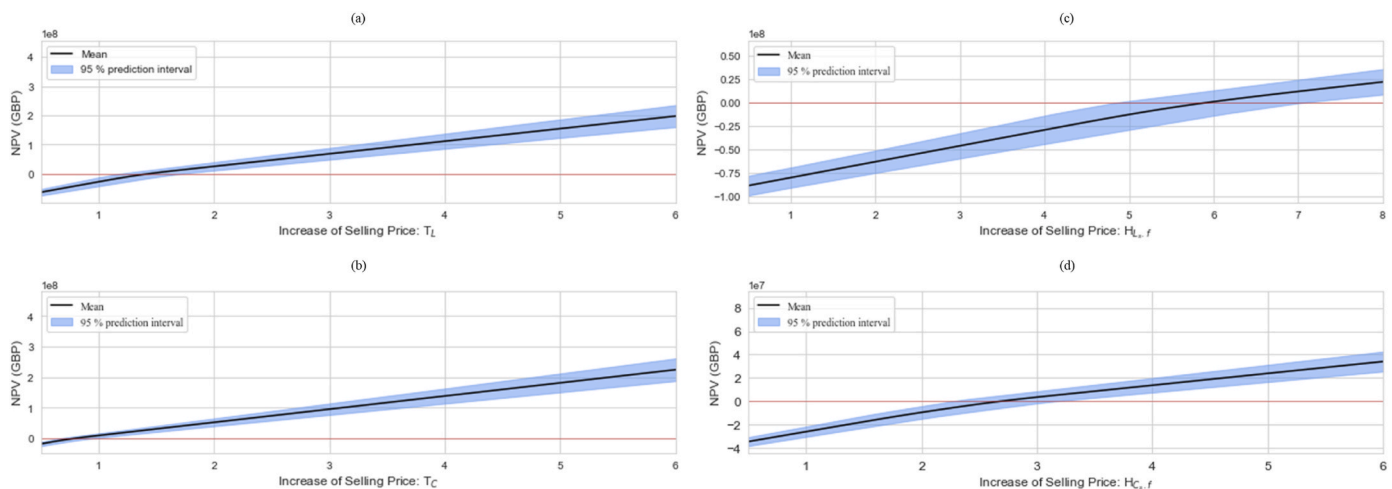 (a)
1e8
Mean
95 % prediction interval
NPV (GBP)
4
3
2
1
0
1 2 3 4 5 6
Increase of Selling Price: T_L
(c)
1e8
Mean
95 % prediction interval
NPV (GBP)
0.50
0.25
0.00
−0.25
−0.50
−0.75
−1.00
1 2 3 4 5 6 7 8
Increase of Selling Price: H_{L_s, f}
(b)
1e8
Mean
95 % prediction interval
NPV (GBP)
4
3
2
1
0
1 2 3 4 5 6
Increase of Selling Price: T_C
(d)
1e7
Mean
95 % prediction interval
NPV (GBP)
8
6
4
2
0
−2
−4
1 2 3 4 5 6
Increase of Selling Price: H_{C_s, f}